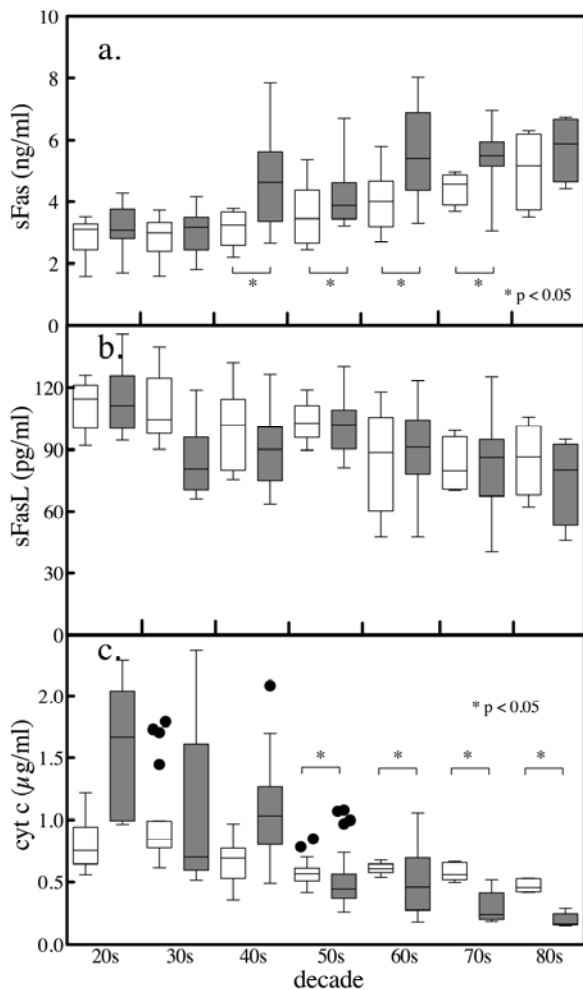 a.
10
8
6
4
2
0
sFas (ng/ml)
* * * *
* p < 0.05
b.
120
90
60
30
0
sFasL (pg/ml)
c.
2.0
1.5
1.0
0.5
0.0
cyt c (μg/ml)
* p < 0.05
* * * *
20s 30s 40s 50s 60s 70s 80s
decade